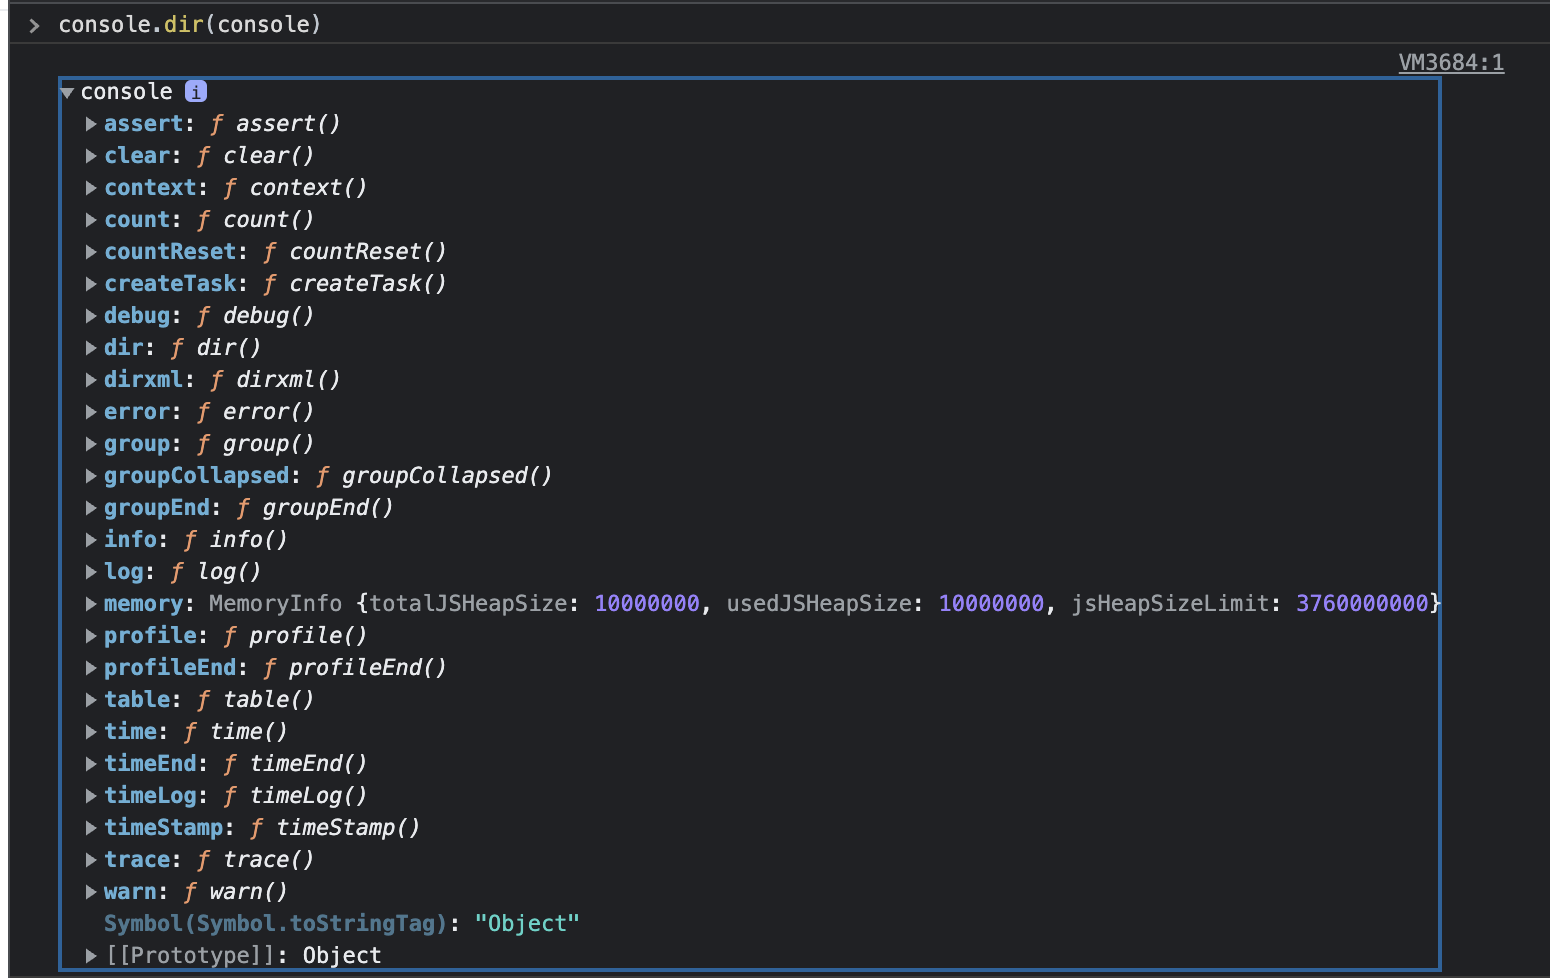 > console.dir(console)
VM3684:1
▼console i
▶assert: ƒ assert()
▶clear: ƒ clear()
▶context: ƒ context()
▶count: ƒ count()
▶countReset: ƒ countReset()
▶createTask: ƒ createTask()
▶debug: ƒ debug()
▶dir: ƒ dir()
▶dirxml: ƒ dirxml()
▶error: ƒ error()
▶group: ƒ group()
▶groupCollapsed: ƒ groupCollapsed()
▶groupEnd: ƒ groupEnd()
▶info: ƒ info()
▶log: ƒ log()
▶memory: MemoryInfo {totalJSHeapSize: 10000000, usedJSHeapSize: 10000000, jsHeapSizeLimit: 3760000000}
▶profile: ƒ profile()
▶profileEnd: ƒ profileEnd()
▶table: ƒ table()
▶time: ƒ time()
▶timeEnd: ƒ timeEnd()
▶timeLog: ƒ timeLog()
▶timeStamp: ƒ timeStamp()
▶trace: ƒ trace()
▶warn: ƒ warn()
Symbol(Symbol.toStringTag): "Object"
▶[[Prototype]]: Object